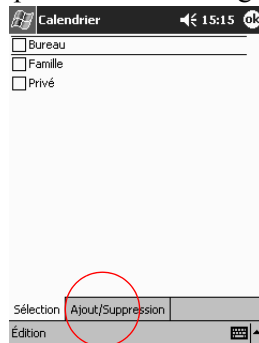 Calendrier 15:15 ok
Bureau
Famille
Privé
Sélection Ajout/Suppression
Édition